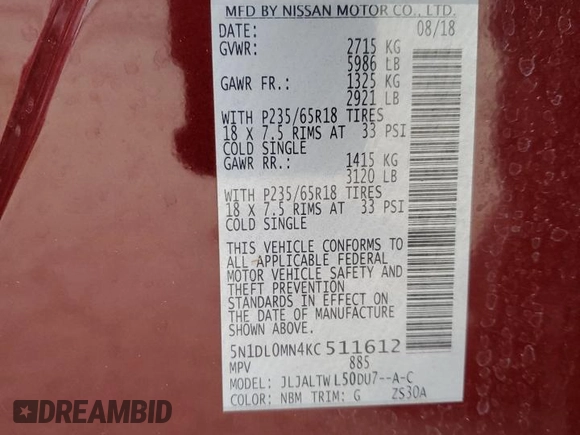 MFD BY NISSAN MOTOR CO., LTD.
DATE: 08/18
GVWR: 2715 KG
5986 LB
GAWR FR.: 1325 KG
2921 LB
WITH P235/65R18 TIRES
18 X 7.5 RIMS AT 33 PSI
COLD SINGLE
GAWR RR.: 1415 KG
3120 LB
WITH P235/65R18 TIRES
18 X 7.5 RIMS AT 33 PSI
COLD SINGLE
THIS VEHICLE CONFORMS TO
ALL APPLICABLE FEDERAL
MOTOR VEHICLE SAFETY AND
THEFT PREVENTION
STANDARDS IN EFFECT ON
THE DATE OF MANUFACTURE
SHOWN ABOVE.
5N1DL0MN4KC511612
MPV 885
MODEL: JLJALTWL50DU7--A-C
COLOR: NBM TRIM: G ZS30A
DREAMBID